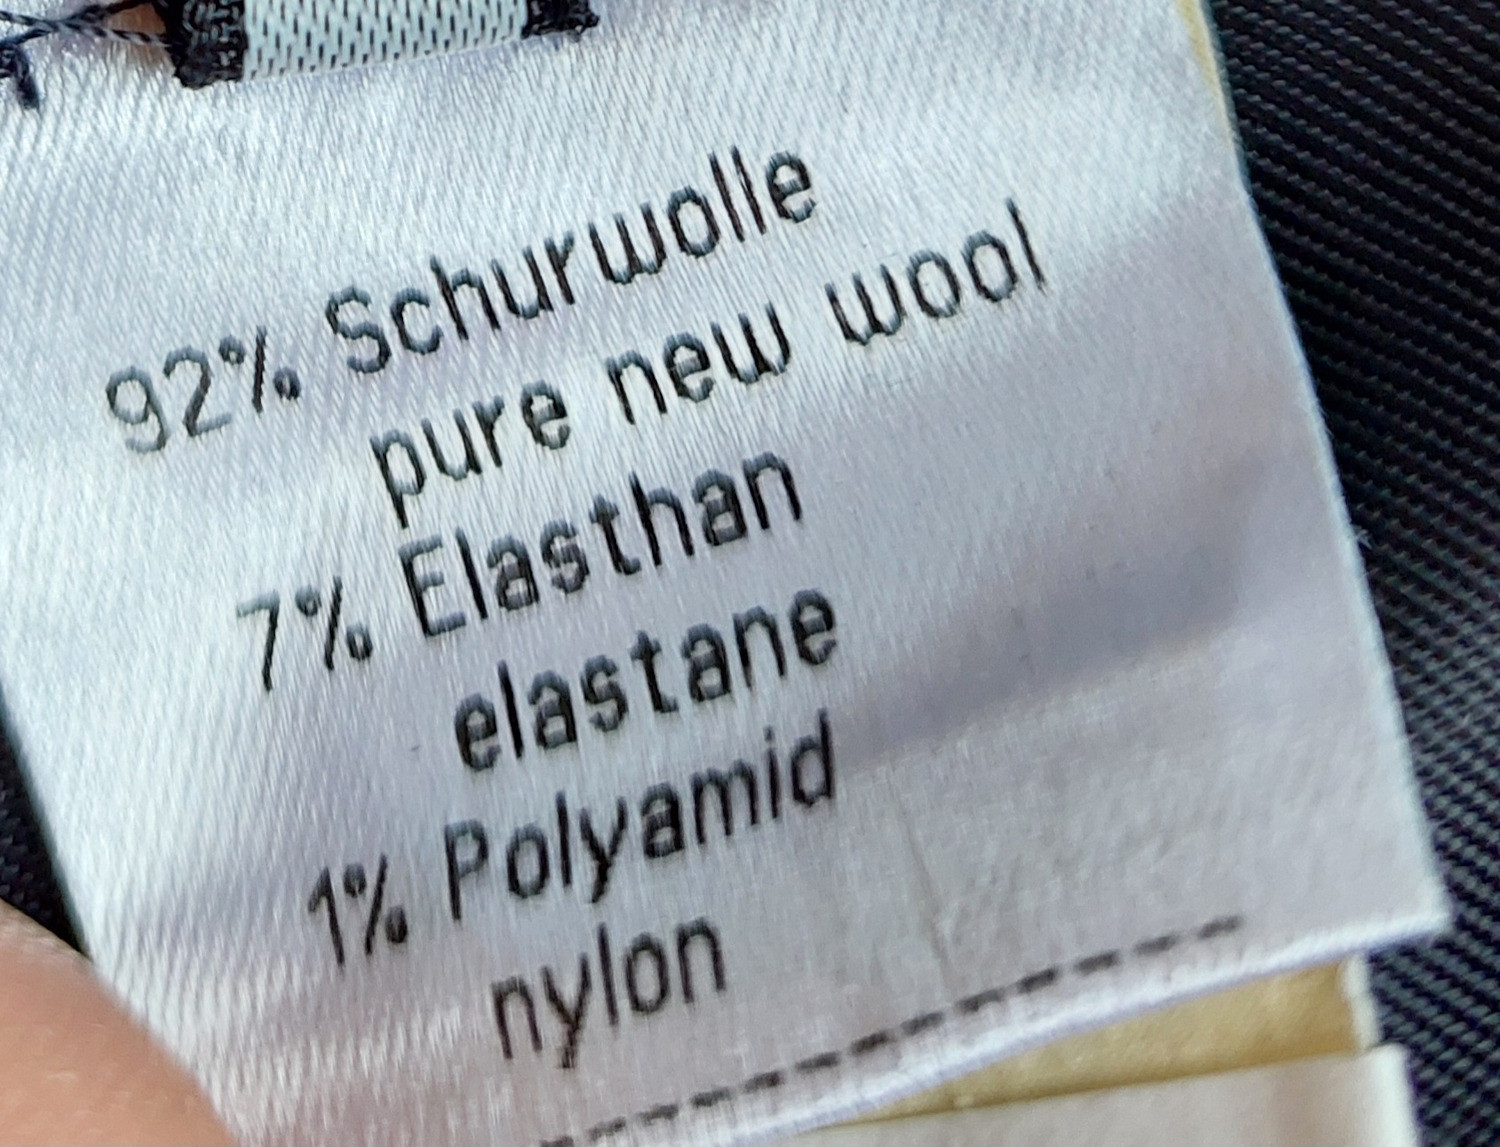 92% Schurwolle
pure new wool
7% Elasthan
elastane
1% Polyamid
nylon